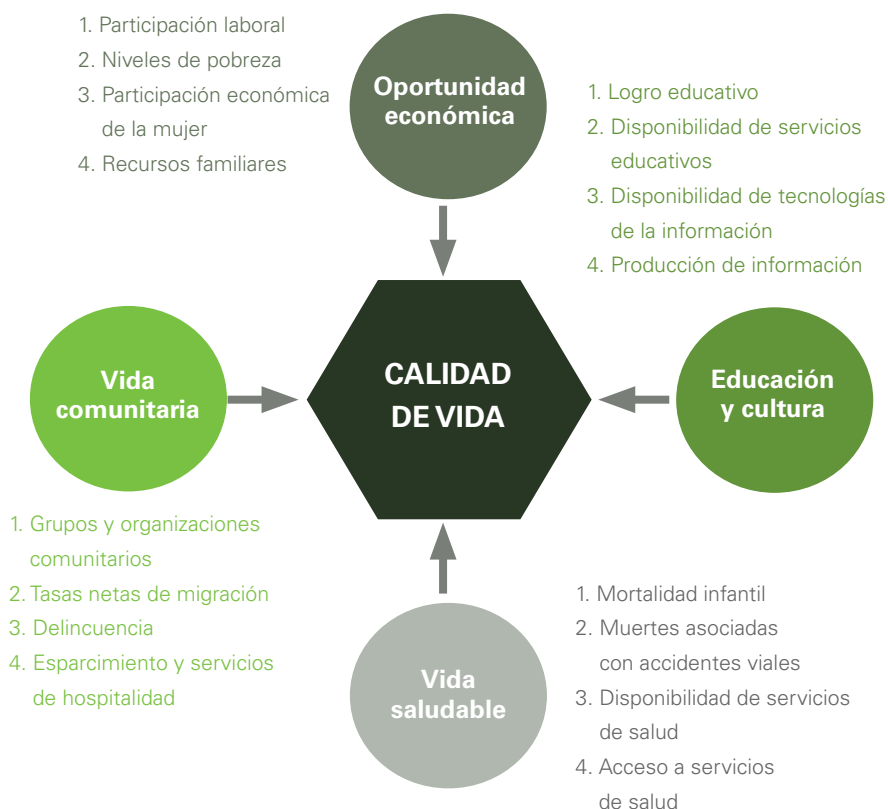 1. Participación laboral
2. Niveles de pobreza
3. Participación económica
de la mujer
4. Recursos familiares
Oportunidad
económica
1. Logro educativo
2. Disponibilidad de servicios
educativos
3. Disponibilidad de tecnologías
de la información
4. Producción de información
Vida
comunitaria
CALIDAD
DE VIDA
Educación
y cultura
1. Grupos y organizaciones
comunitarios
2. Tasas netas de migración
3. Delincuencia
4. Esparcimiento y servicios
de hospitalidad
Vida
saludable
1. Mortalidad infantil
2. Muertes asociadas
con accidentes viales
3. Disponibilidad de servicios
de salud
4. Acceso a servicios
de salud